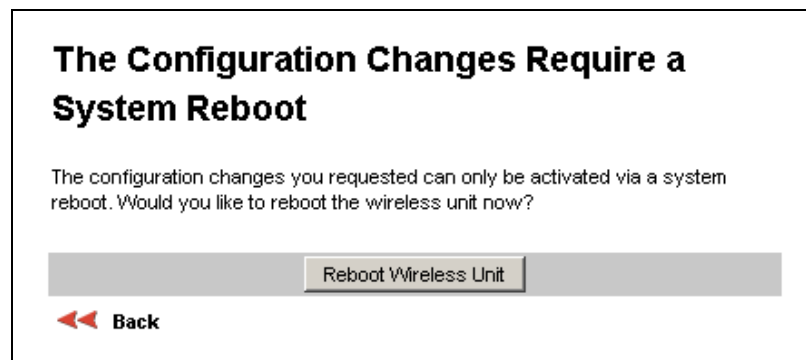 The Configuration Changes Require a
System Reboot
The configuration changes you requested can only be activated via a system
reboot. Would you like to reboot the wireless unit now?
Reboot Wireless Unit
Back